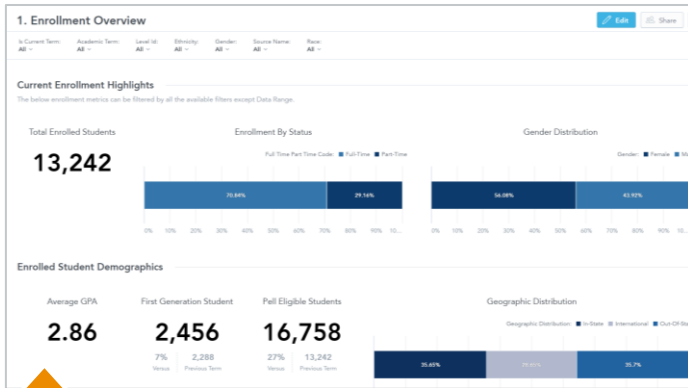 1. Enrollment Overview
Edit
Share
Is Current Term: Academic Term: Level Id: Ethnicity: Gender: Source Name: Race:
All All All All All All All
Current Enrollment Highlights
The below enrollment metrics can be filtered by all the available filters except Data Range.
Total Enrolled Students
13,242
Enrollment By Status
Full Time Part Time Code: Full-Time Part-Time
70.84% 29.16%
0% 10% 20% 30% 40% 50% 60% 70% 80% 90% 10...
Gender Distribution
Gender: Female
56.08% 43.92%
0% 10% 20% 30% 40% 50% 60% 70% 80% 90% 10
Enrolled Student Demographics
Average GPA
2.86
First Generation Student
2,456
7% 2,288
Versus Previous Term
Pell Eligible Students
16,758
27% 13,242
Versus Previous Term
Geographic Distribution
Geographic Distribution: In-State International Out-Of-Sta
35.65% 35.7%